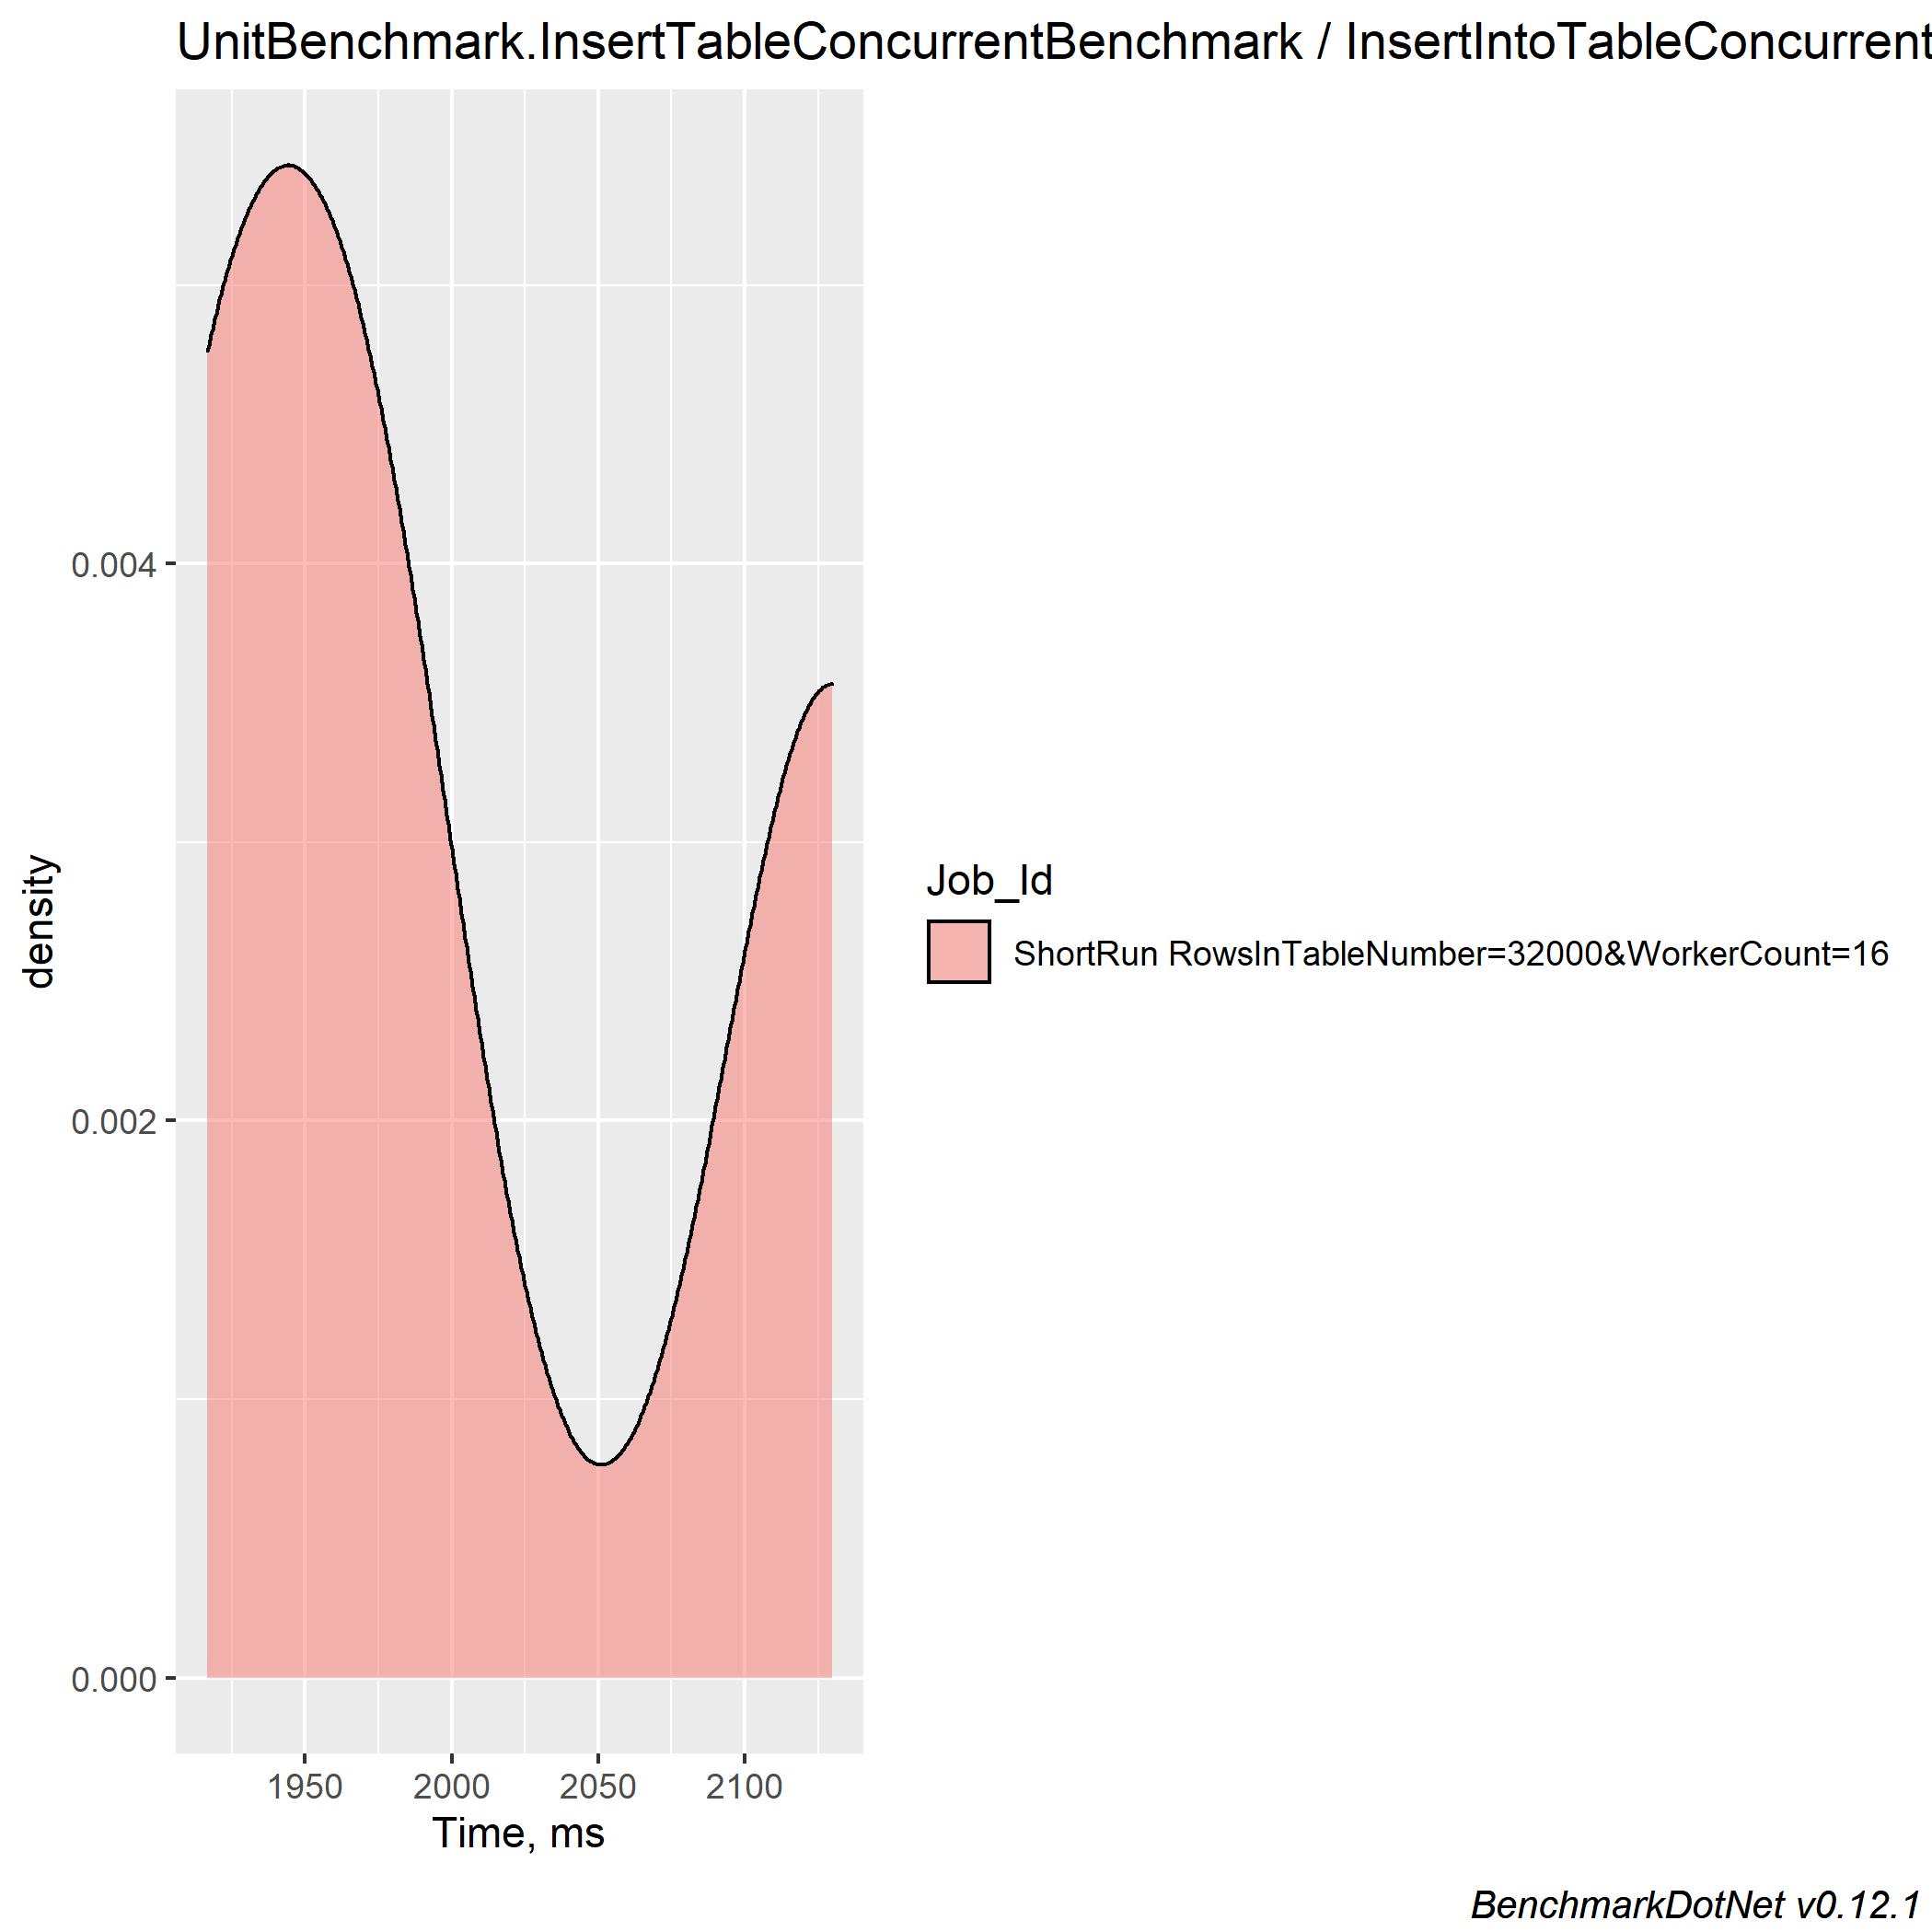 UnitBenchmark.InsertTableConcurrentBenchmark / InsertIntoTableConcurrent
density
0.004
0.002
0.000
1950 2000 2050 2100
Time, ms
Job_Id
ShortRun RowsInTableNumber=32000&WorkerCount=16
BenchmarkDotNet v0.12.1